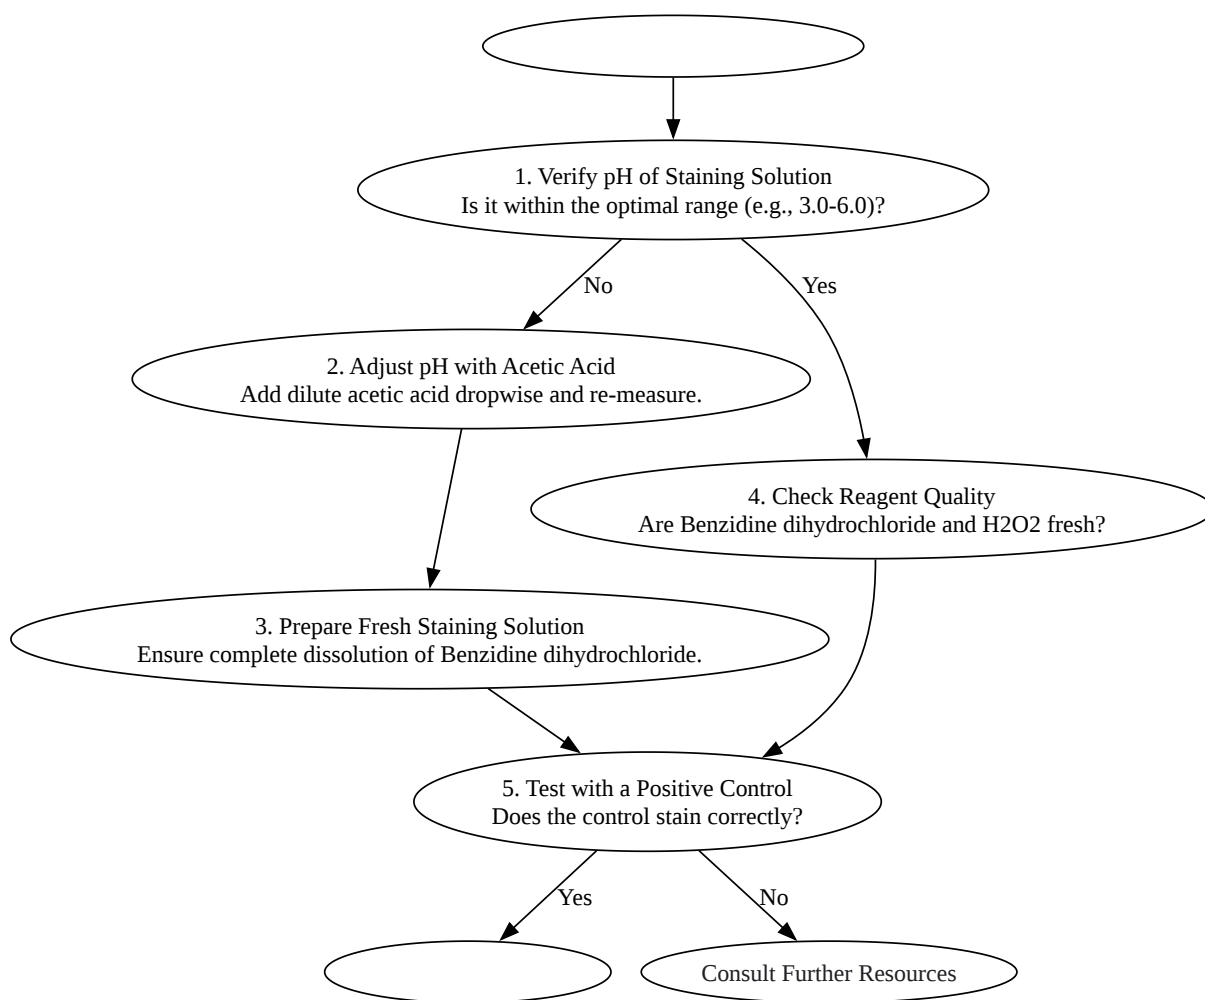 1. Verify pH of Staining Solution
Is it within the optimal range (e.g., 3.0-6.0)?
No
Yes
2. Adjust pH with Acetic Acid
Add dilute acetic acid dropwise and re-measure.
4. Check Reagent Quality
Are Benzidine dihydrochloride and H2O2 fresh?
3. Prepare Fresh Staining Solution
Ensure complete dissolution of Benzidine dihydrochloride.
5. Test with a Positive Control
Does the control stain correctly?
Yes
No
Consult Further Resources